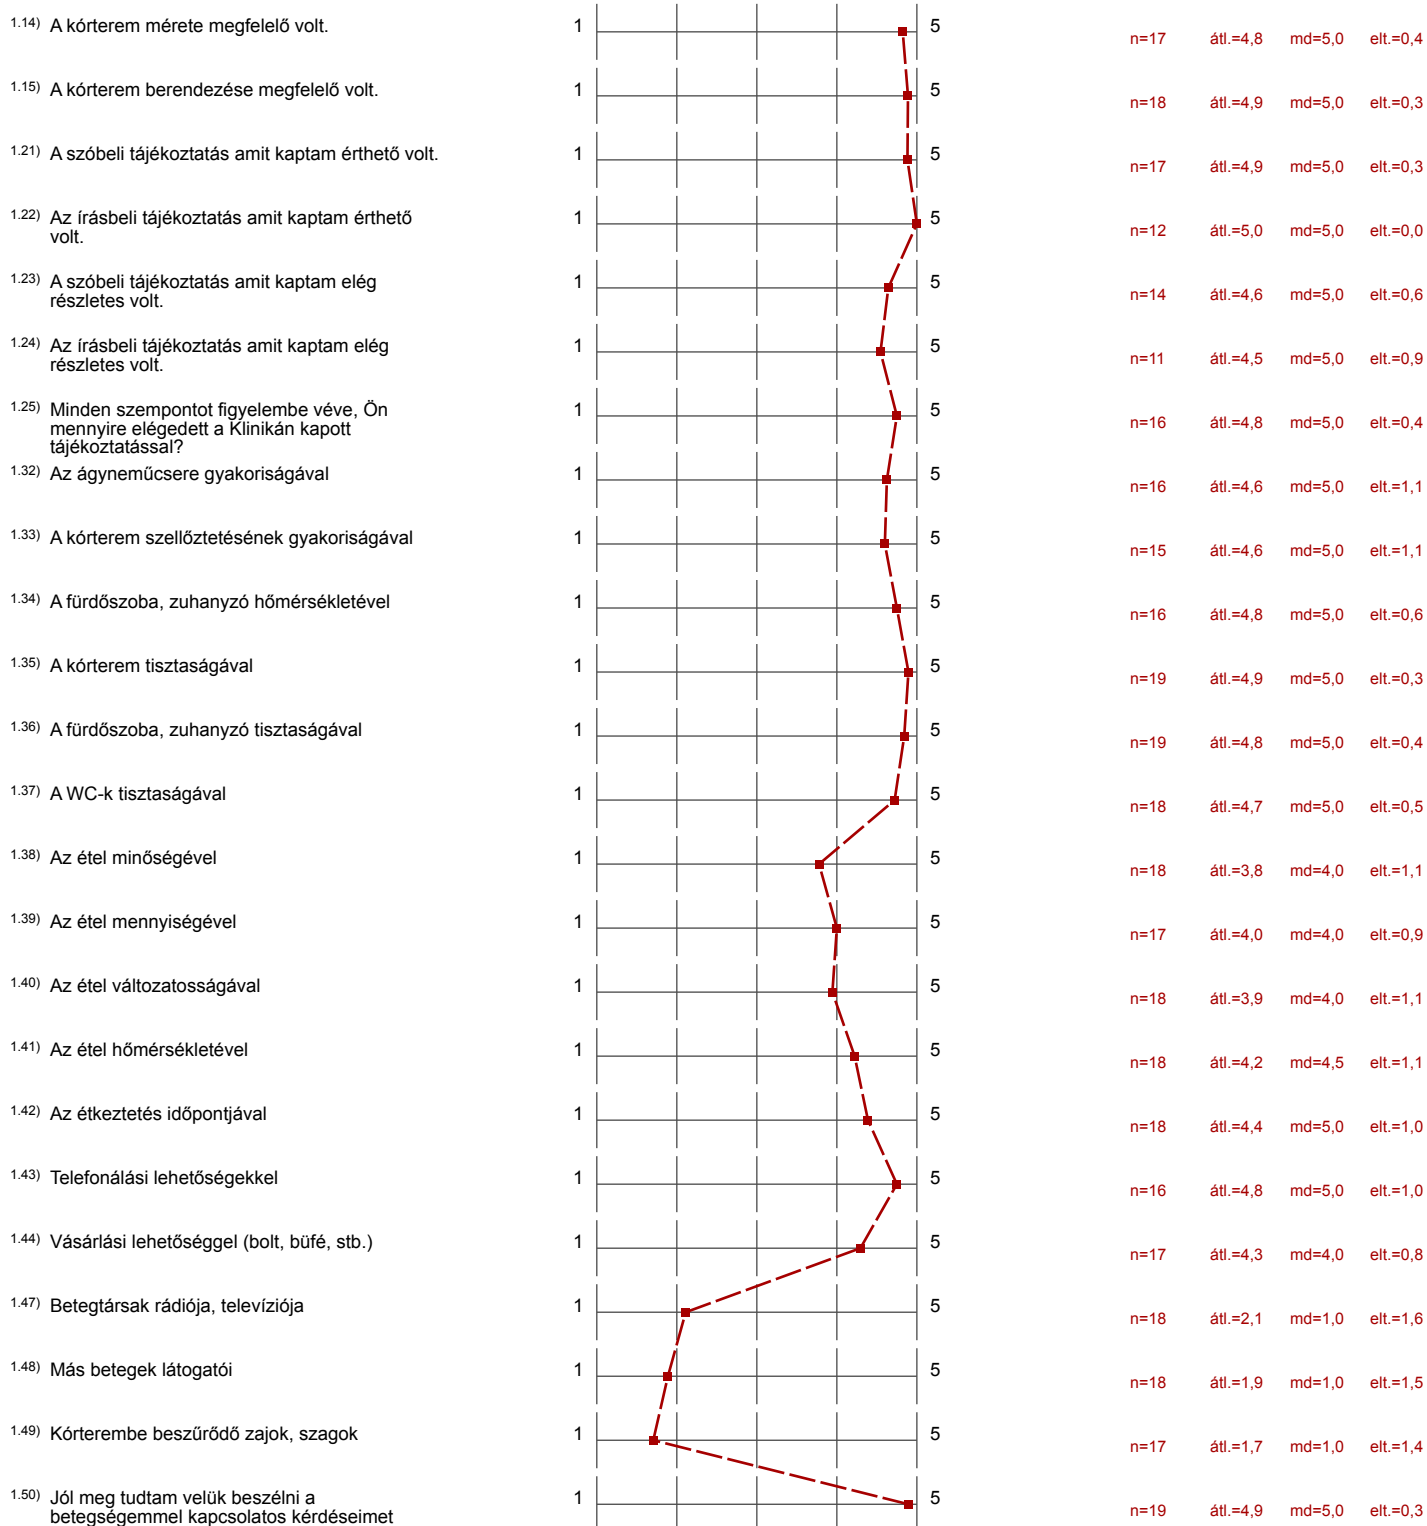 1.14) A kórterem mérete megfelelő volt. 1 5 n=17 átl.=4,8 md=5,0 elt.=0,4
1.15) A kórterem berendezése megfelelő volt. 1 5 n=18 átl.=4,9 md=5,0 elt.=0,3
1.21) A szóbeli tájékoztatás amit kaptam érthető volt. 1 5 n=17 átl.=4,9 md=5,0 elt.=0,3
1.22) Az írásbeli tájékoztatás amit kaptam érthető
volt. 1 5 n=12 átl.=5,0 md=5,0 elt.=0,0
1.23) A szóbeli tájékoztatás amit kaptam elég
részletes volt. 1 5 n=14 átl.=4,6 md=5,0 elt.=0,6
1.24) Az írásbeli tájékoztatás amit kaptam elég
részletes volt. 1 5 n=11 átl.=4,5 md=5,0 elt.=0,9
1.25) Minden szempontot figyelembe véve, Ön
mennyire elégedett a Klinikán kapott
tájékoztatással? 1 5 n=16 átl.=4,8 md=5,0 elt.=0,4
1.32) Az ágyneműcsere gyakoriságával 1 5 n=16 átl.=4,6 md=5,0 elt.=1,1
1.33) A kórterem szellőztetésének gyakoriságával 1 5 n=15 átl.=4,6 md=5,0 elt.=1,1
1.34) A fürdőszoba, zuhanyzó hőmérsékletével 1 5 n=16 átl.=4,8 md=5,0 elt.=0,6
1.35) A kórterem tisztaságával 1 5 n=19 átl.=4,9 md=5,0 elt.=0,3
1.36) A fürdőszoba, zuhanyzó tisztaságával 1 5 n=19 átl.=4,8 md=5,0 elt.=0,4
1.37) A WC-k tisztaságával 1 5 n=18 átl.=4,7 md=5,0 elt.=0,5
1.38) Az étel minőségével 1 5 n=18 átl.=3,8 md=4,0 elt.=1,1
1.39) Az étel mennyiségével 1 5 n=17 átl.=4,0 md=4,0 elt.=0,9
1.40) Az étel változatosságával 1 5 n=18 átl.=3,9 md=4,0 elt.=1,1
1.41) Az étel hőmérsékletével 1 5 n=18 átl.=4,2 md=4,5 elt.=1,1
1.42) Az étkeztetés időpontjával 1 5 n=18 átl.=4,4 md=5,0 elt.=1,0
1.43) Telefonálási lehetőségekkel 1 5 n=16 átl.=4,8 md=5,0 elt.=1,0
1.44) Vásárlási lehetőséggel (bolt, büfé, stb.) 1 5 n=17 átl.=4,3 md=4,0 elt.=0,8
1.47) Betegtársak rádiója, televíziója 1 5 n=18 átl.=2,1 md=1,0 elt.=1,6
1.48) Más betegek látogatói 1 5 n=18 átl.=1,9 md=1,0 elt.=1,5
1.49) Kórterembe beszűrődő zajok, szagok 1 5 n=17 átl.=1,7 md=1,0 elt.=1,4
1.50) Jól meg tudtam velük beszélni a
betegségemmel kapcsolatos kérdéseimet 1 5 n=19 átl.=4,9 md=5,0 elt.=0,3